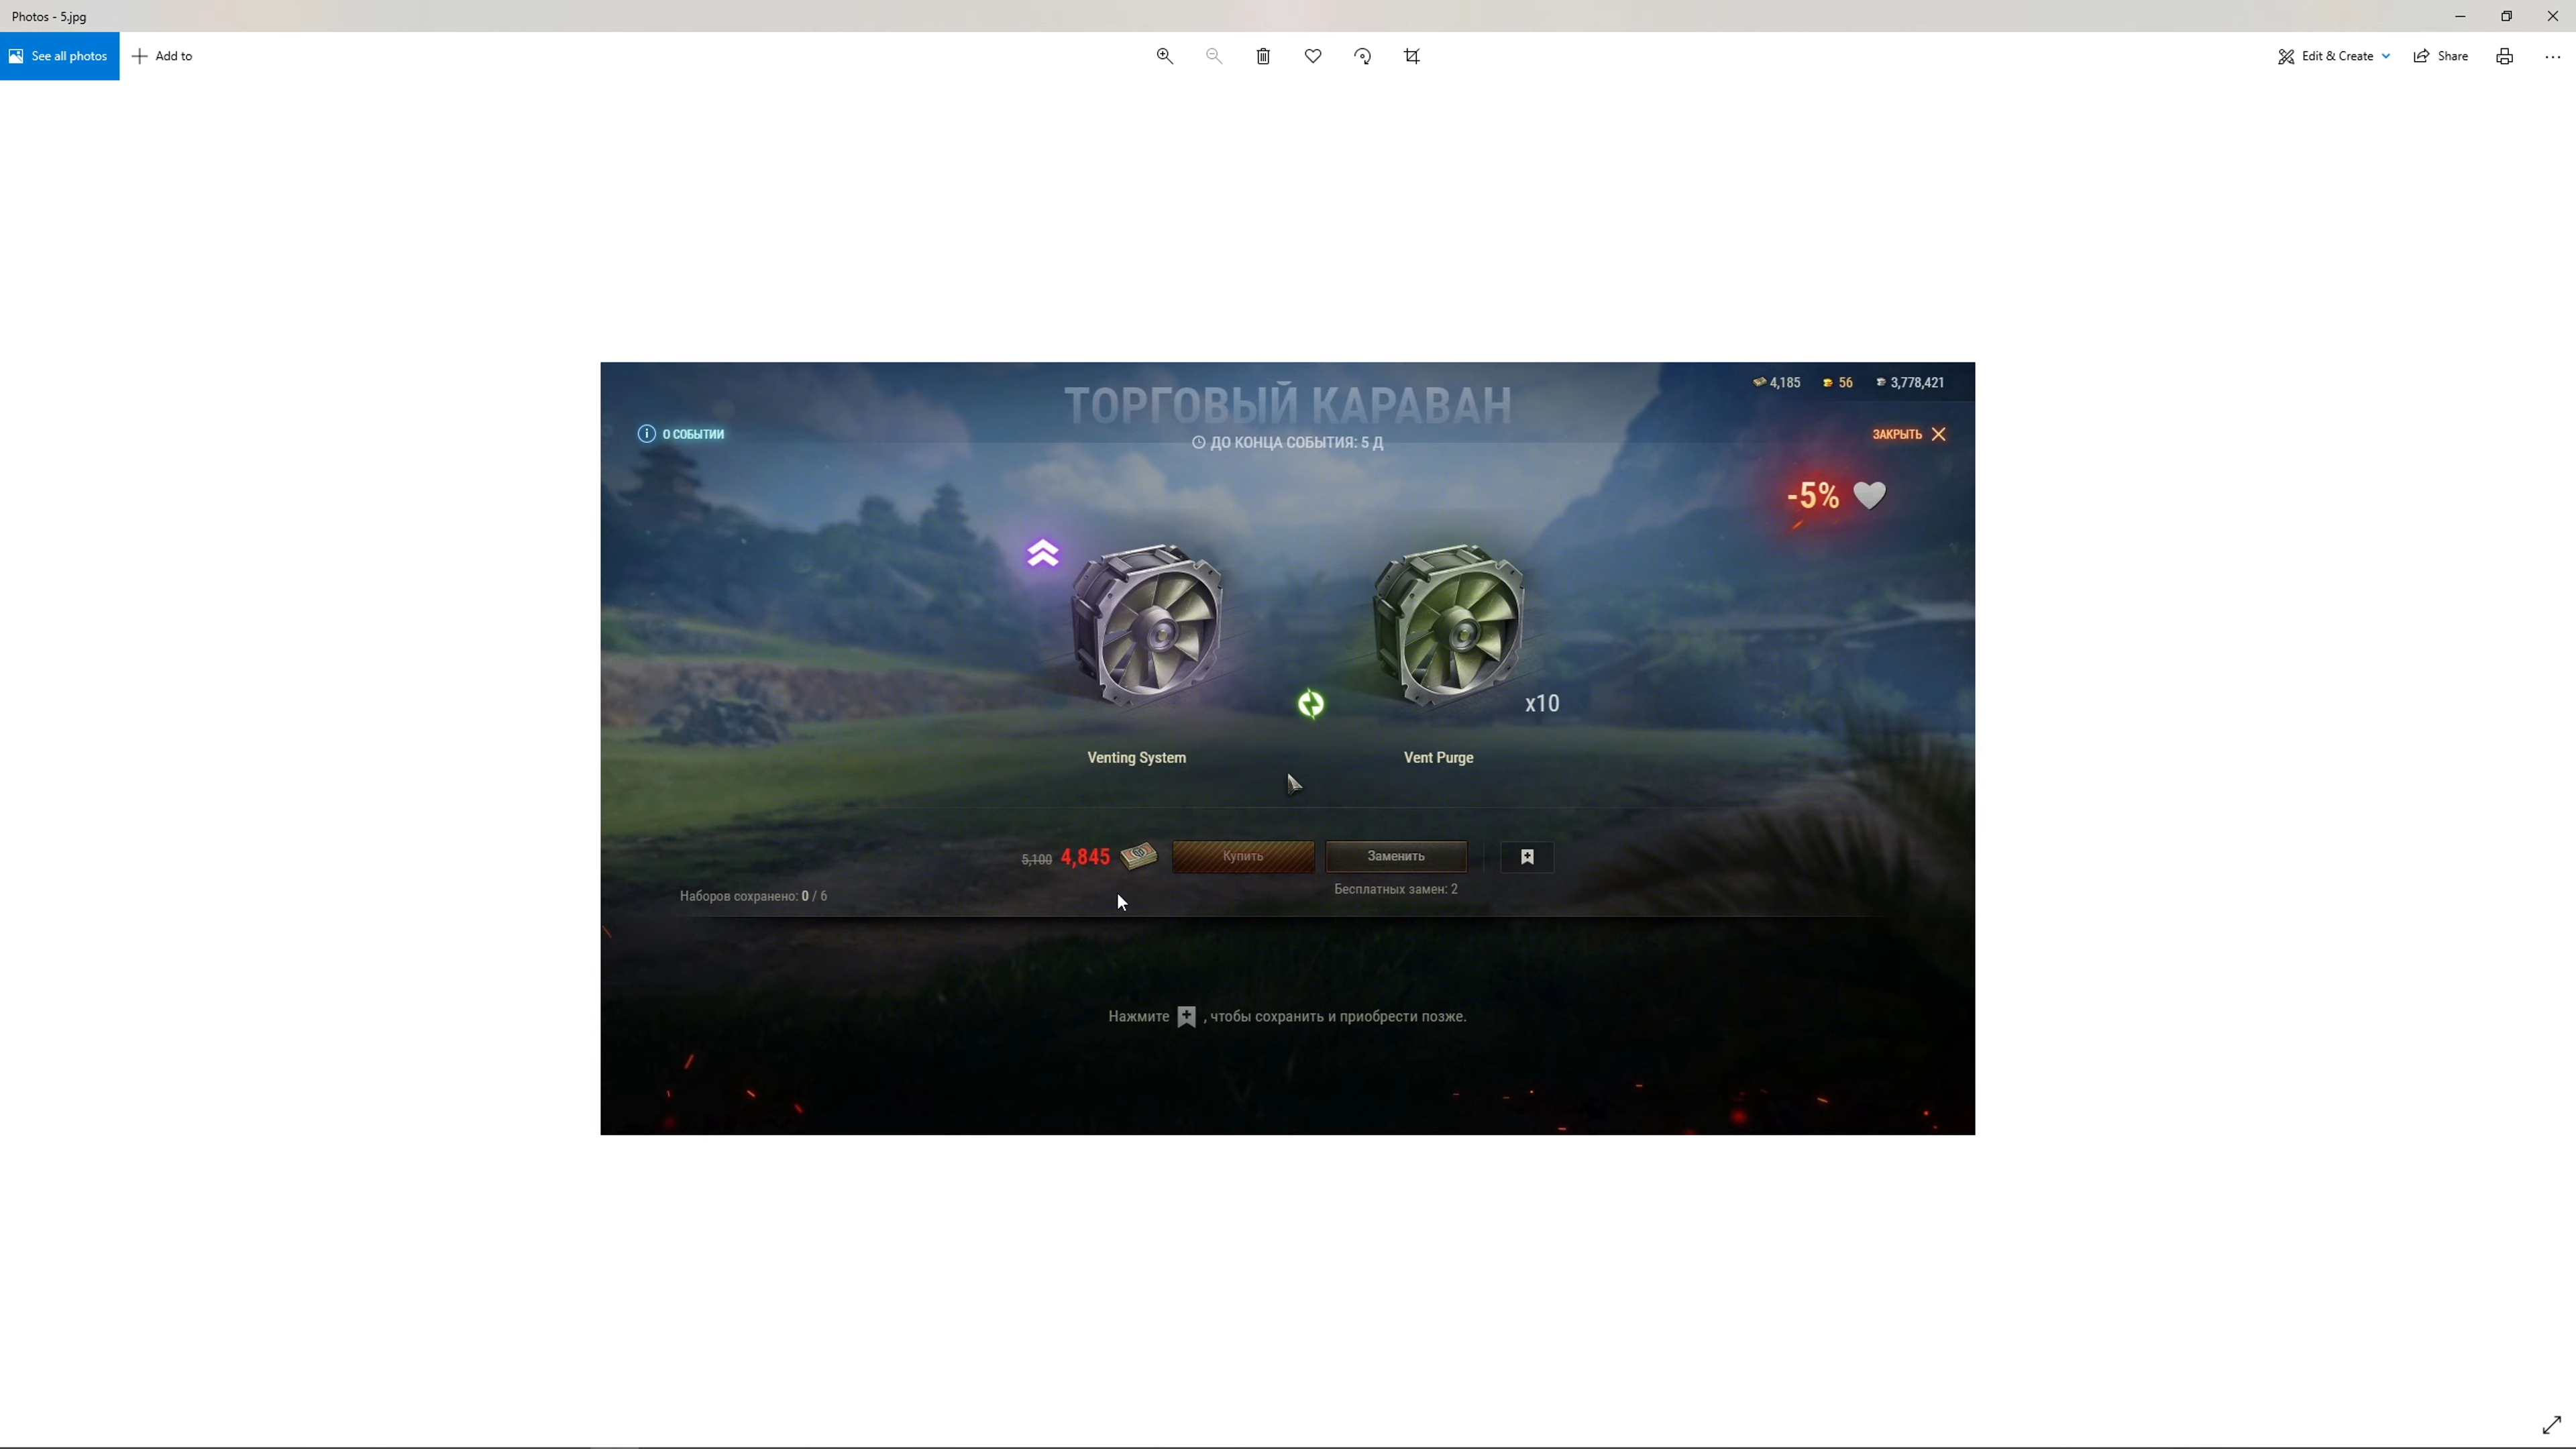 Photos - 5.jpg
See all photos
Add to
Edit & Create
Share
ТОРГОВЫЙ КАРАВАН
4,185 56 3,778,421
О СОБЫТИИ
ДО КОНЦА СОБЫТИЯ: 5 Д
ЗАКРЫТЬ
-5%
x10
Venting System
Vent Purge
5,100 4,845
Купить
Заменить
Бесплатных замен: 2
Наборов сохранено: 0 / 6
Нажмите , чтобы сохранить и приобрести позже.